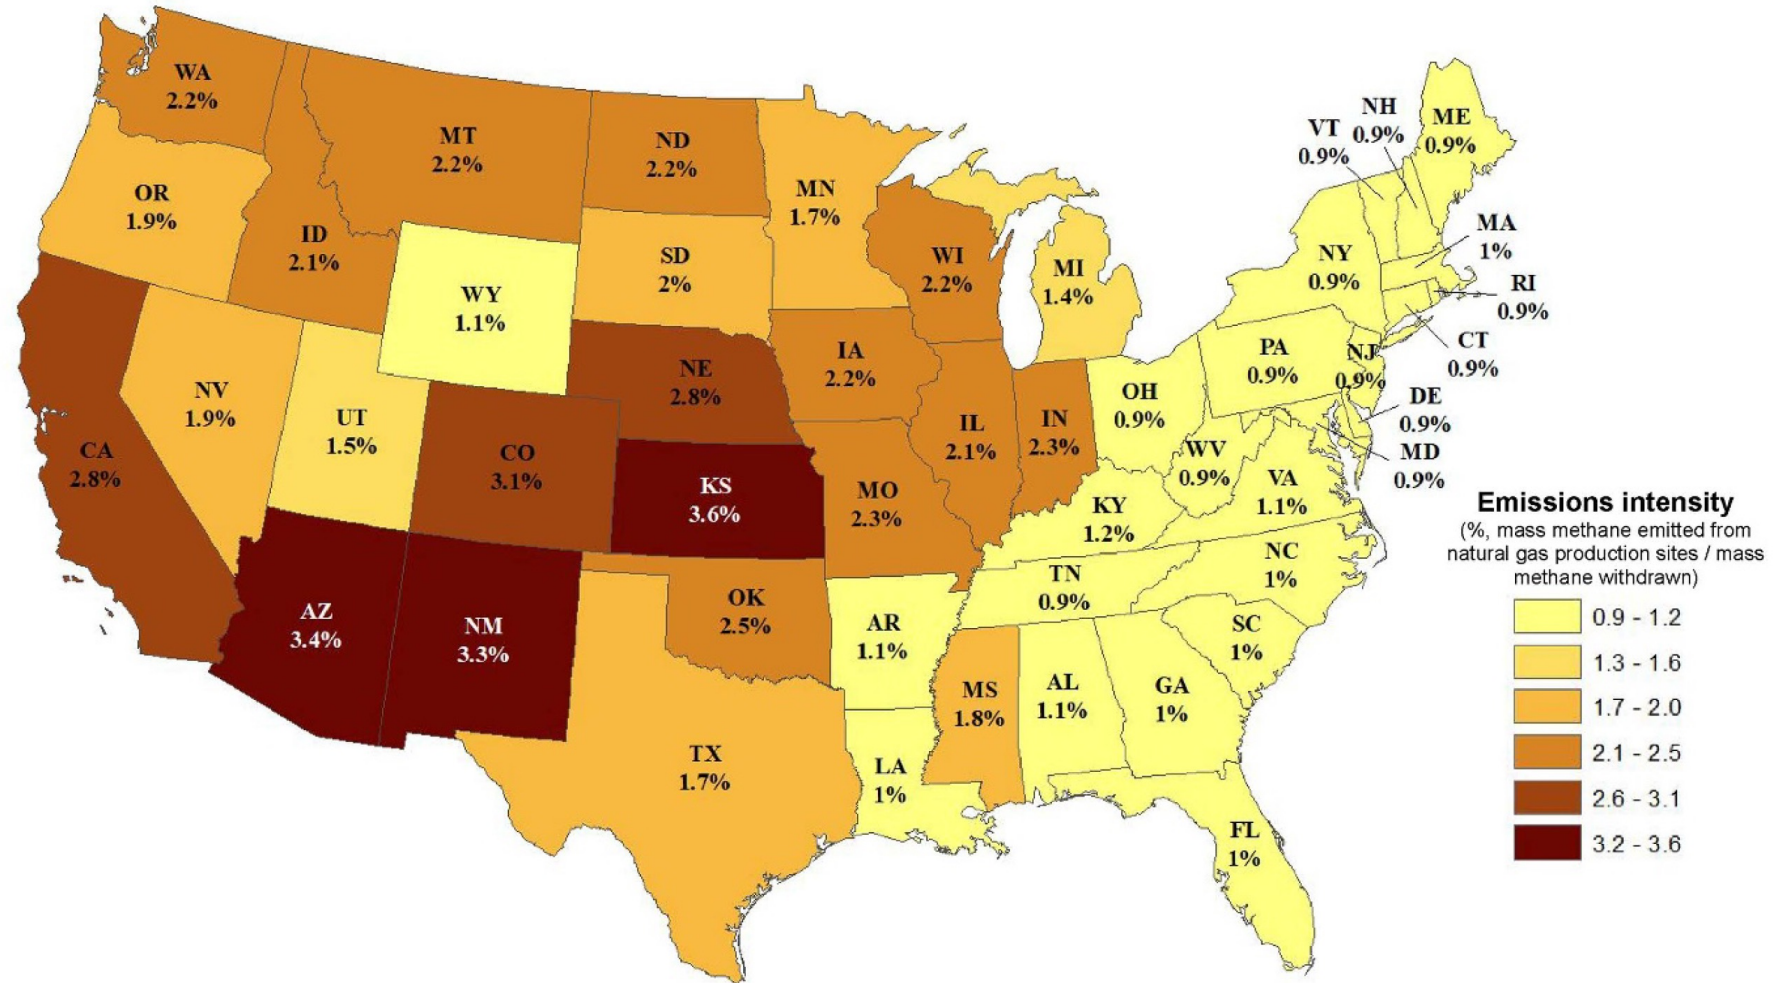 WA
2.2%
MT
2.2%
ND
2.2%
MN
1.7%
OR
1.9%
ID
2.1%
WY
1.1%
SD
2%
WI
2.2%
MI
1.4%
VT
0.9%
NH
0.9%
ME
0.9%
NY
0.9%
MA
1%
RI
0.9%
CT
0.9%
PA
0.9%
NJ
0.9%
DE
0.9%
MD
0.9%
CA
2.8%
NV
1.9%
UT
1.5%
CO
3.1%
NE
2.8%
KS
3.6%
IA
2.2%
MO
2.3%
IL
2.1%
IN
2.3%
OH
0.9%
WV
0.9%
KY
1.2%
VA
1.1%
TN
0.9%
NC
1%
SC
1%
AZ
3.4%
NM
3.3%
OK
2.5%
TX
1.7%
AR
1.1%
LA
1%
MS
1.8%
AL
1.1%
GA
1%
FL
1%
Emissions intensity
(%, mass methane emitted from
natural gas production sites / mass
methane withdrawn)
0.9 - 1.2
1.3 - 1.6
1.7 - 2.0
2.1 - 2.5
2.6 - 3.1
3.2 - 3.6